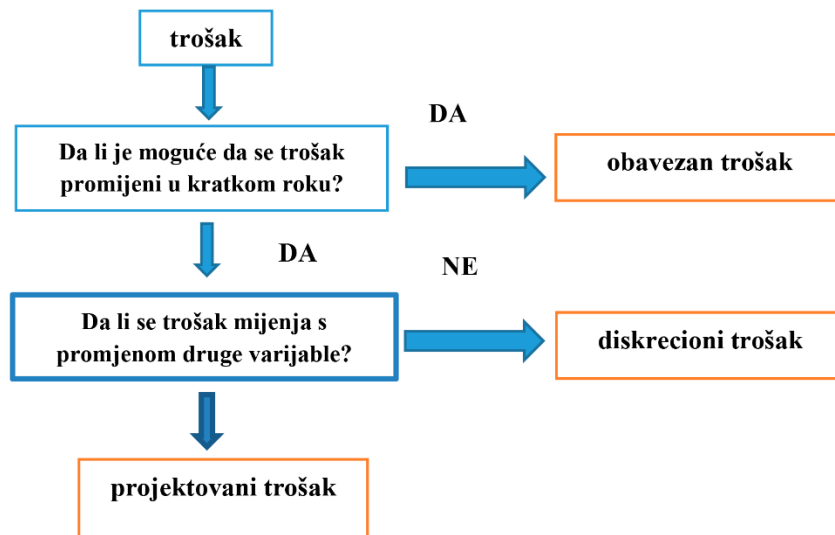 trošak
DA
Da li je moguće da se trošak
promijeni u kratkom roku?
obavezan trošak
DA
NE
Da li se trošak mijenja s
promjenom druge varijable?
diskrecioni trošak
projektovani trošak